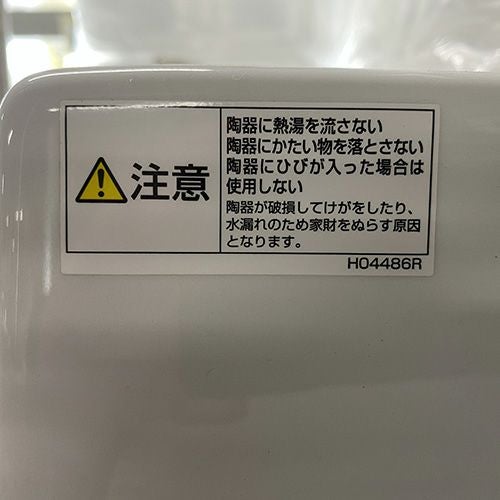 注意
陶器に熱湯を流さない
陶器にかたい物を落とさない
陶器にひびが入った場合は
使用しない
陶器が破損してけがをしたり、
水漏れのため家財をぬらす原因
となります。
H04486R